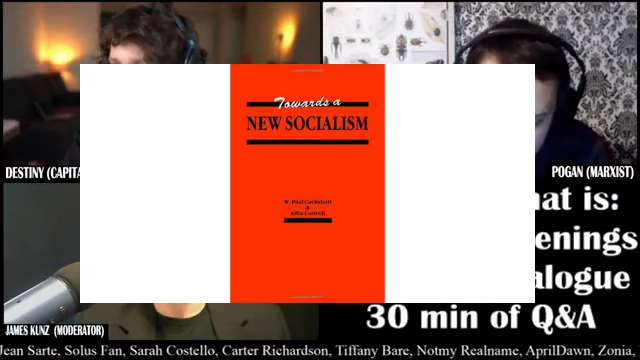 Towards a
NEW SOCIALISM
W. Paul Cockshott
&
Allin Cottrell
DESTINY (CAPITA
POGAN (MARXIST)
hat is:
enings
alogue
30 min of Q&A
JAMES KUNZ (MODERATOR)
Jean Sarte, Solus Fan, Sarah Costello, Carter Richardson, Tiffany Bare, Notmy Realname, AprilDawn, Zonia,